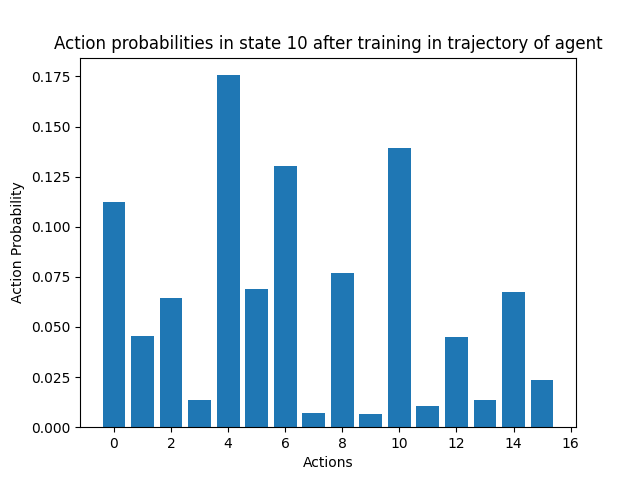 Action probabilities in state 10 after training in trajectory of agent
0.175
0.150
0.125
0.100
0.075
0.050
0.025
0.000
Action Probability
0 2 4 6 8 10 12 14 16
Actions